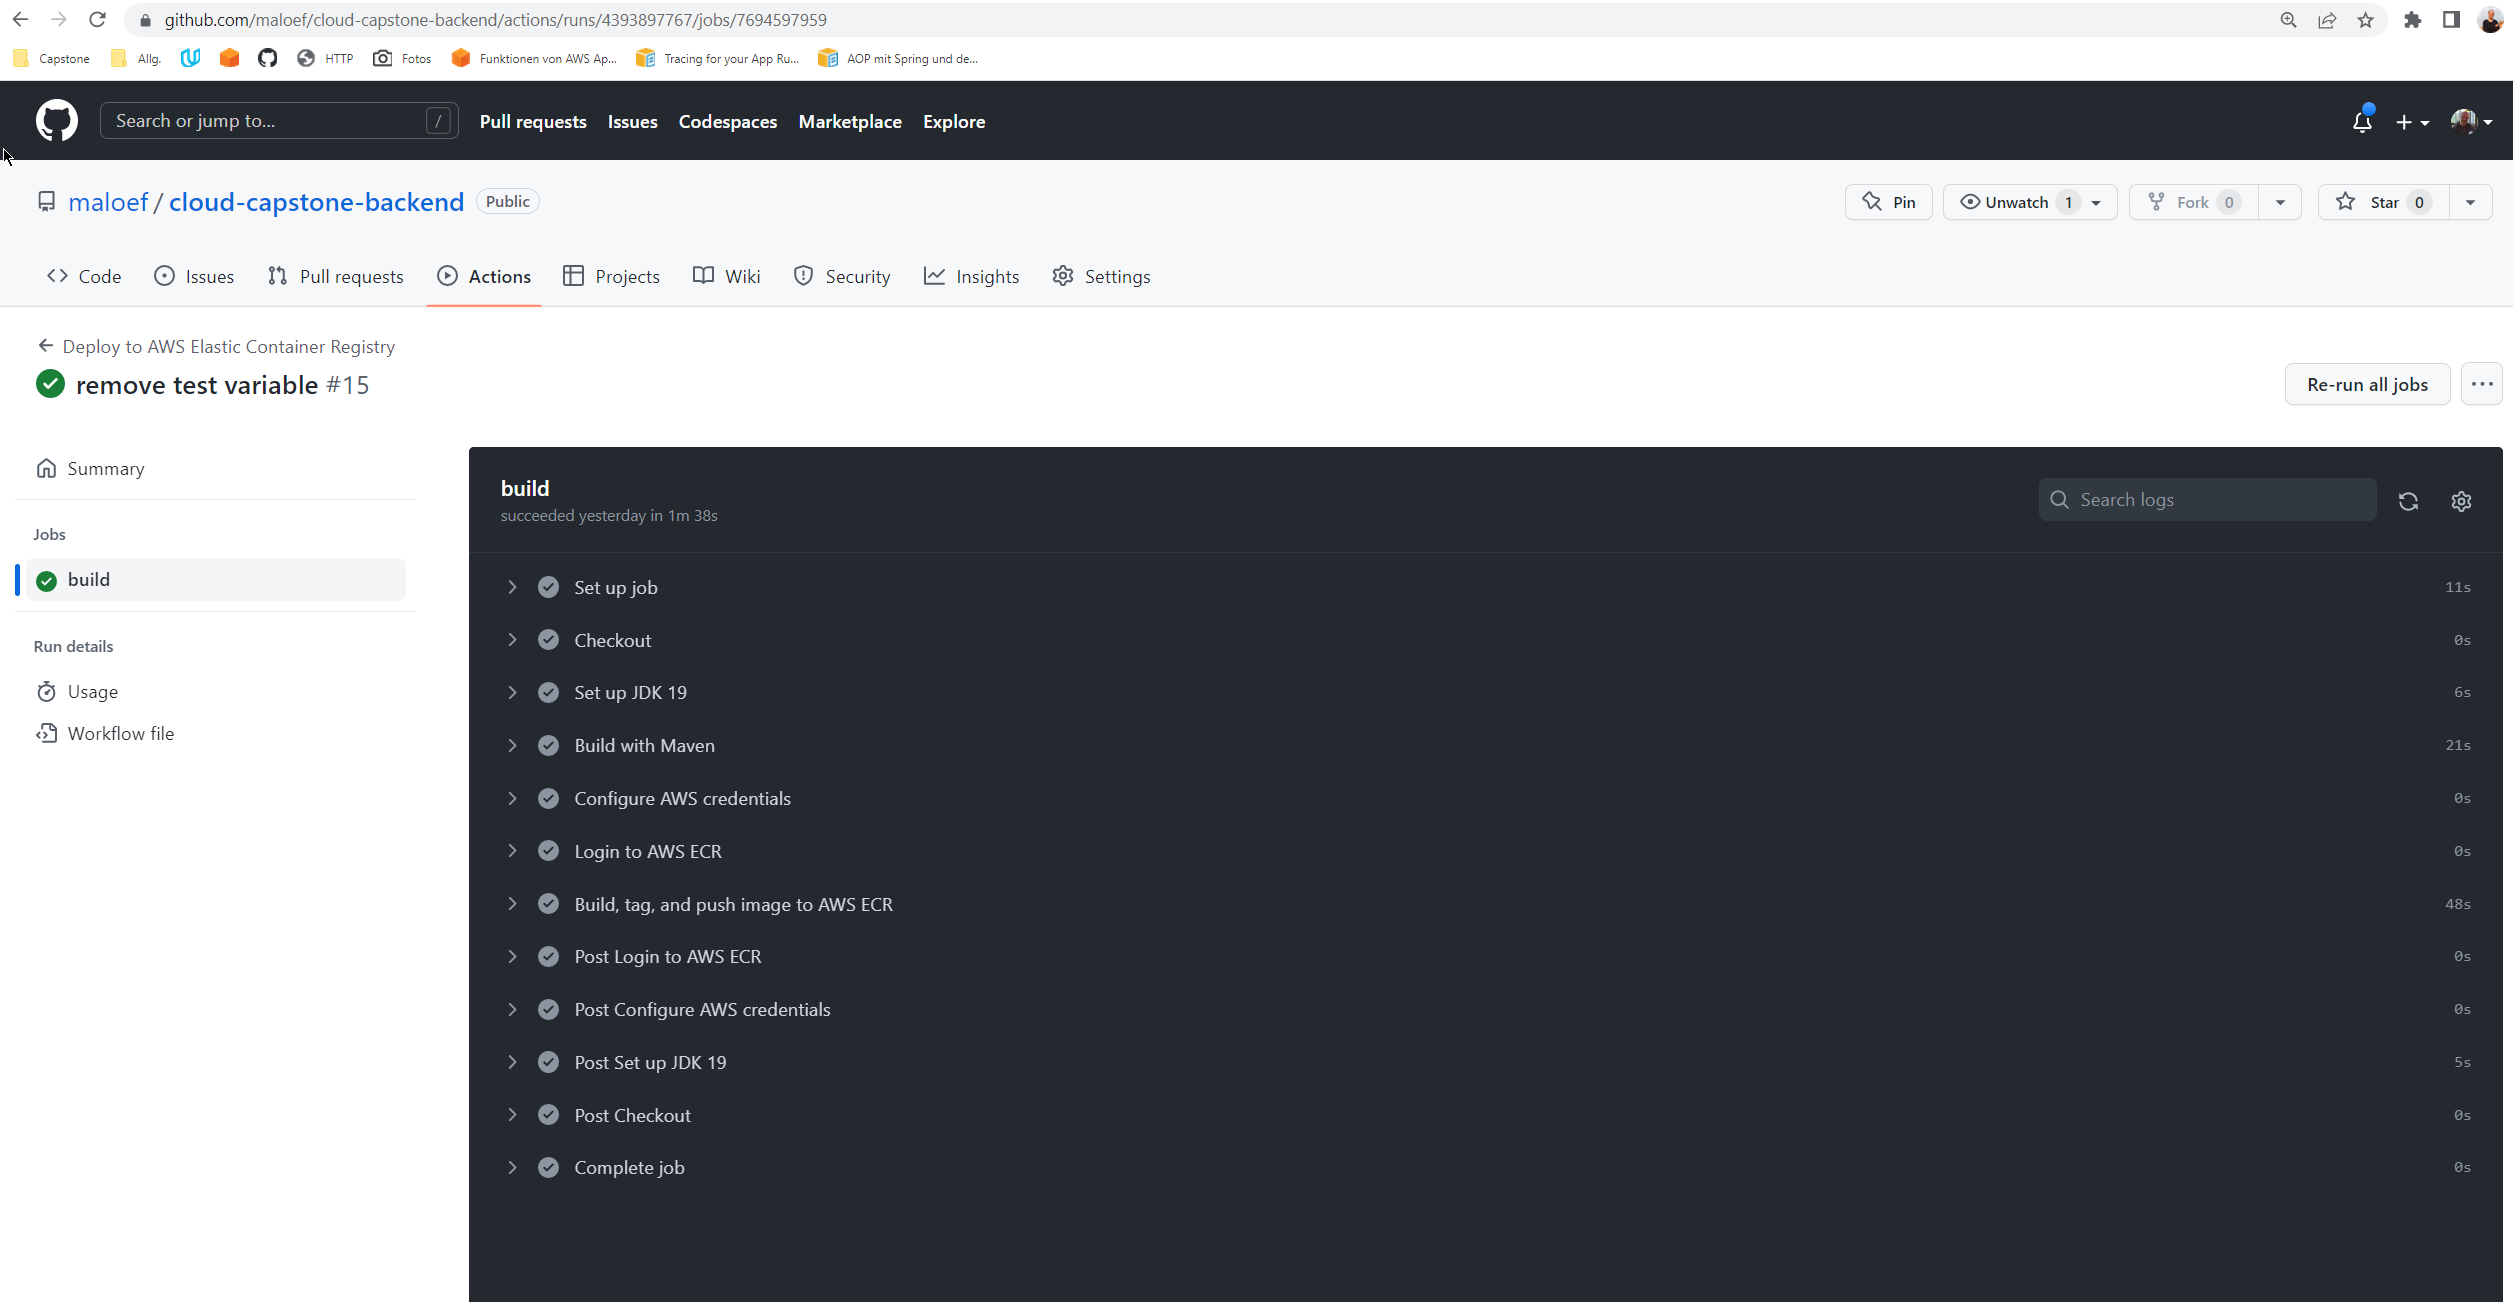 github.com/maloef/cloud-capstone-backend/actions/runs/4393897767/jobs/7694597959
Capstone Allg. HTTP Fotos Funktionen von AWS Ap... Tracing for your App Ru... AOP mit Spring und de...
Search or jump to... / Pull requests Issues Codespaces Marketplace Explore
maloef / cloud-capstone-backend Public Pin Unwatch 1 Fork 0 Star 0
Code Issues Pull requests Actions Projects Wiki Security Insights Settings
Deploy to AWS Elastic Container Registry
remove test variable #15
Re-run all jobs
Summary
Jobs
build
Run details
Usage
Workflow file
build
succeeded yesterday in 1m 38s
Search logs
Set up job 11s
Checkout 0s
Set up JDK 19 6s
Build with Maven 21s
Configure AWS credentials 0s
Login to AWS ECR 0s
Build, tag, and push image to AWS ECR 48s
Post Login to AWS ECR 0s
Post Configure AWS credentials 0s
Post Set up JDK 19 5s
Post Checkout 0s
Complete job 0s